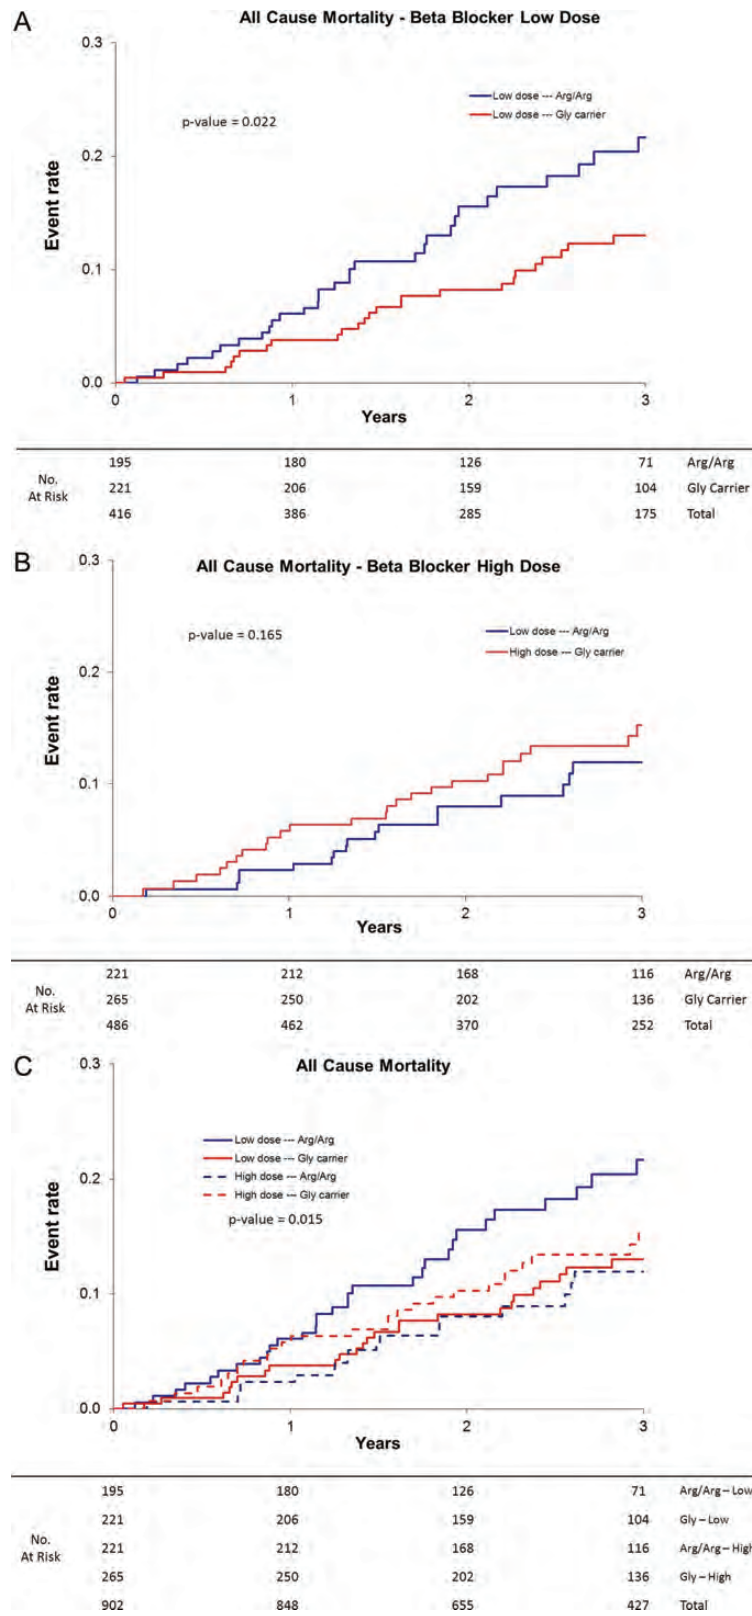 A
All Cause Mortality - Beta Blocker Low Dose
0.3
Low dose --- Arg/Arg
p-value = 0.022
Low dose --- Gly carrier
0.2
Event rate
0.1
0.0
0 1 2 3
Years
195 180 126 71 Arg/Arg
No.
At Risk
221 206 159 104 Gly Carrier
416 386 285 175 Total
B
0.3
All Cause Mortality - Beta Blocker High Dose
p-value = 0.165
Low dose --- Arg/Arg
High dose --- Gly carrier
0.2
Event rate
0.1
0.0
0 1 2 3
Years
221 212 168 116 Arg/Arg
No.
At Risk
265 250 202 136 Gly Carrier
486 462 370 252 Total
C
0.3
All Cause Mortality
Low dose --- Arg/Arg
Low dose --- Gly carrier
High dose --- Arg/Arg
High dose --- Gly carrier
p-value = 0.015
0.2
Event rate
0.1
0.0
0 1 2 3
Years
195 180 126 71 Arg/Arg – Low
221 206 159 104 Gly – Low
No.
At Risk
221 212 168 116 Arg/Arg – High
265 250 202 136 Gly – High
902 848 655 427 Total